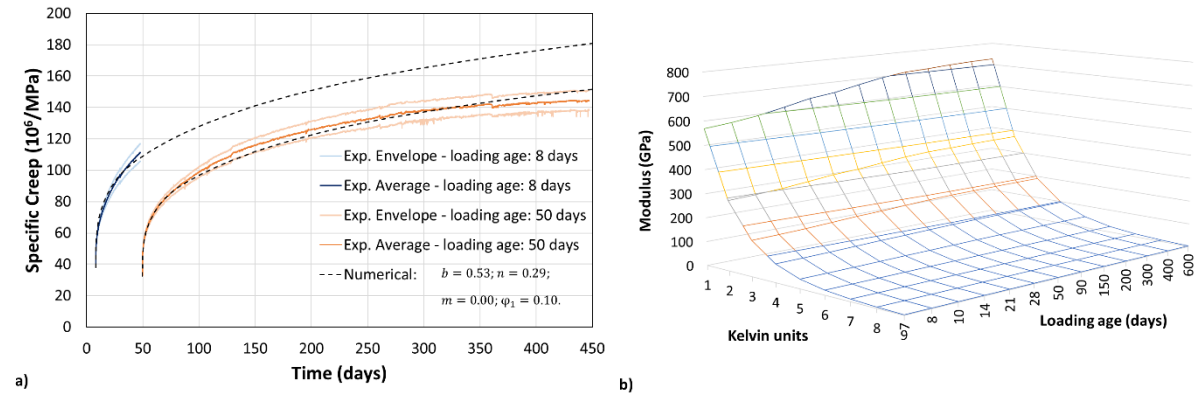 200
180
160
140
120
100
80
60
40
20
0
Specific Creep (10⁶/MPa)
Exp. Envelope - loading age: 8 days
Exp. Average - loading age: 8 days
Exp. Envelope - loading age: 50 days
Exp. Average - loading age: 50 days
Numerical: b = 0.53; n = 0.29;
m = 0.00; φ₁ = 0.10.
0 50 100 150 200 250 300 350 400 450
Time (days)
a)
800
700
600
500
400
300
200
100
0
Modulus (GPa)
1 2 3 4 5 6 7 8 9
Kelvin units
7 8 10 14 21 28 50 90 150 200 300 400 600
Loading age (days)
b)